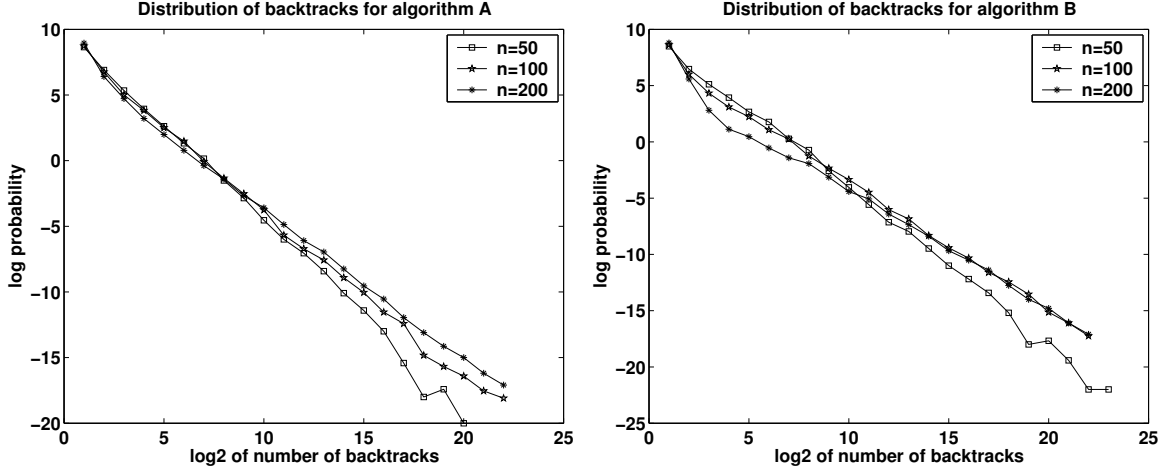 Distribution of backtracks for algorithm A
10
5
0
−5
−10
−15
−20
0
5
10
15
20
25
log probability
log2 of number of backtracks
n=50
n=100
n=200
Distribution of backtracks for algorithm B
10
5
0
−5
−10
−15
−20
−25
0
5
10
15
20
25
log probability
log2 of number of backtracks
n=50
n=100
n=200